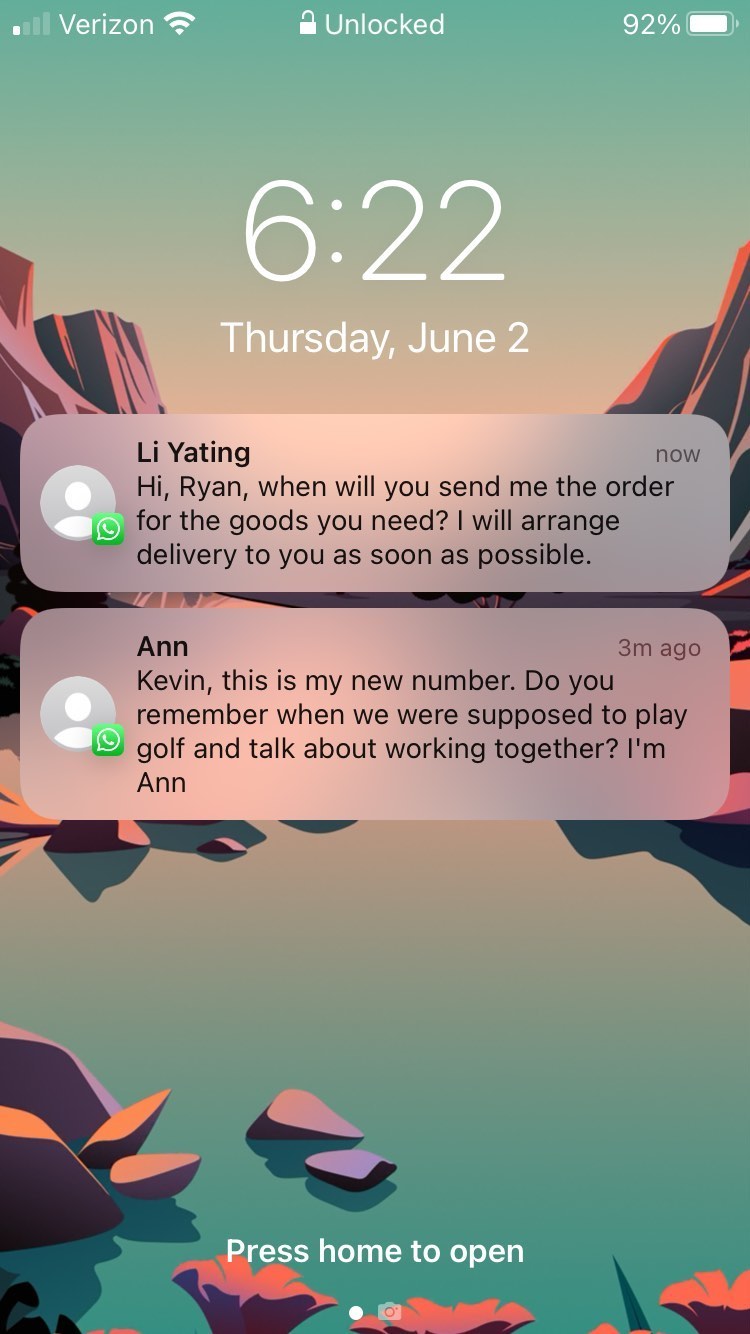 Verizon Unlocked 92%
6:22
Thursday, June 2
Li Yating now
Hi, Ryan, when will you send me the order
for the goods you need? I will arrange
delivery to you as soon as possible.
Ann 3m ago
Kevin, this is my new number. Do you
remember when we were supposed to play
golf and talk about working together? I'm
Ann
Press home to open